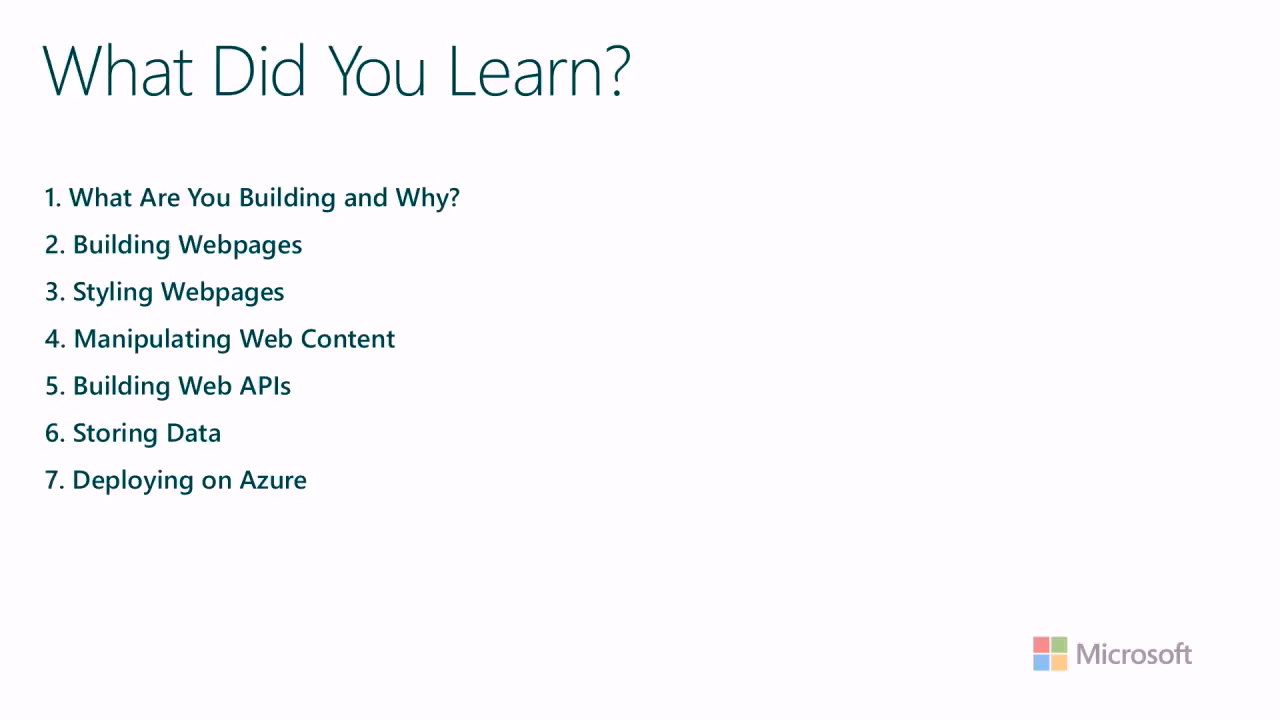 What Did You Learn?
1. What Are You Building and Why?
2. Building Webpages
3. Styling Webpages
4. Manipulating Web Content
5. Building Web APIs
6. Storing Data
7. Deploying on Azure
Microsoft